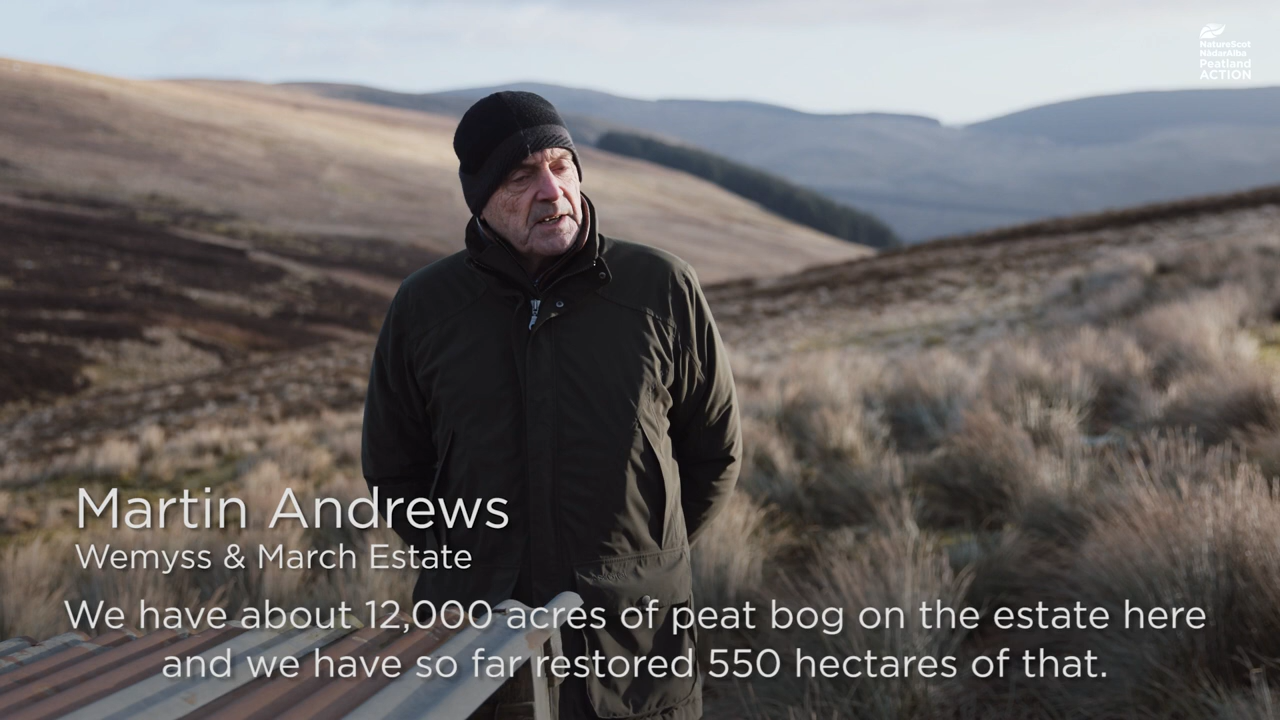 NatureScot
NàdarAlba
Peatland
ACTION
Martin Andrews
Wemyss & March Estate
We have about 12,000 acres of peat bog on the estate here
and we have so far restored 550 hectares of that.